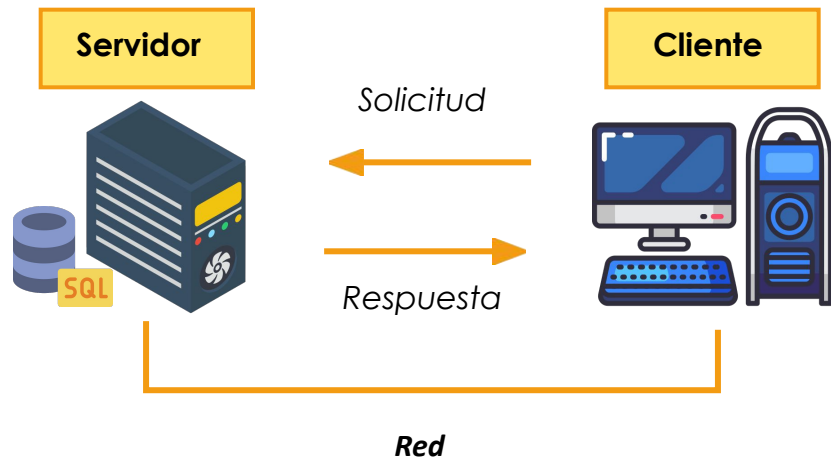 Servidor
Cliente
Solicitud
SQL
Respuesta
Red